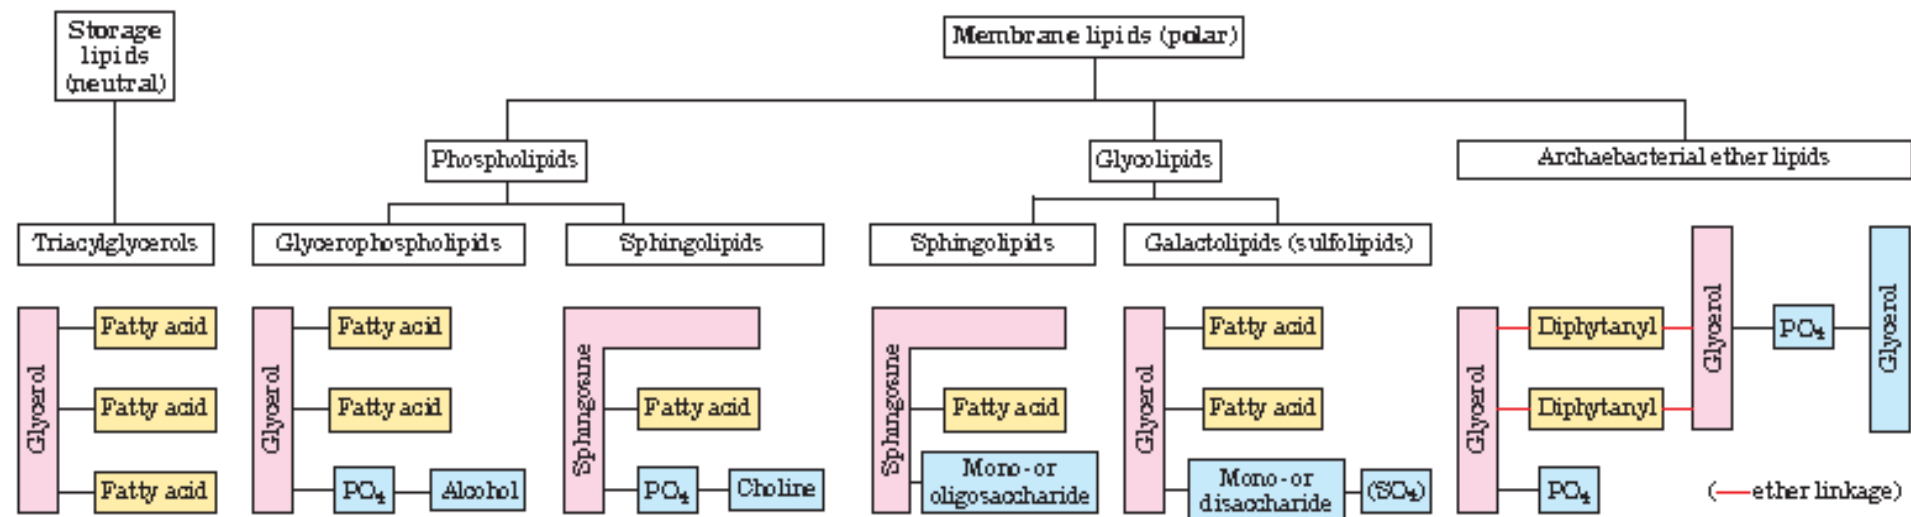 Storage
lipids
(neutral)
Membrane lipids (polar)
Phospholipids
Glycolipids
Archaebacterial ether lipids
Triacylglycerols
Glycerophospholipids
Sphingolipids
Sphingolipids
Galactolipids (sulfolipids)
Glycerol
Fatty acid
Fatty acid
Fatty acid
Glycerol
Fatty acid
Fatty acid
PO₄
Alcohol
Sphingosine
Fatty acid
PO₄
Choline
Sphingosine
Fatty acid
Mono- or
oligosaccharide
Glycerol
Fatty acid
Fatty acid
Mono- or
disaccharide
(SO₄)
Glycerol
Diphytanyl
Diphytanyl
PO₄
Glycerol
PO₄
Glycerol
(—ether linkage)